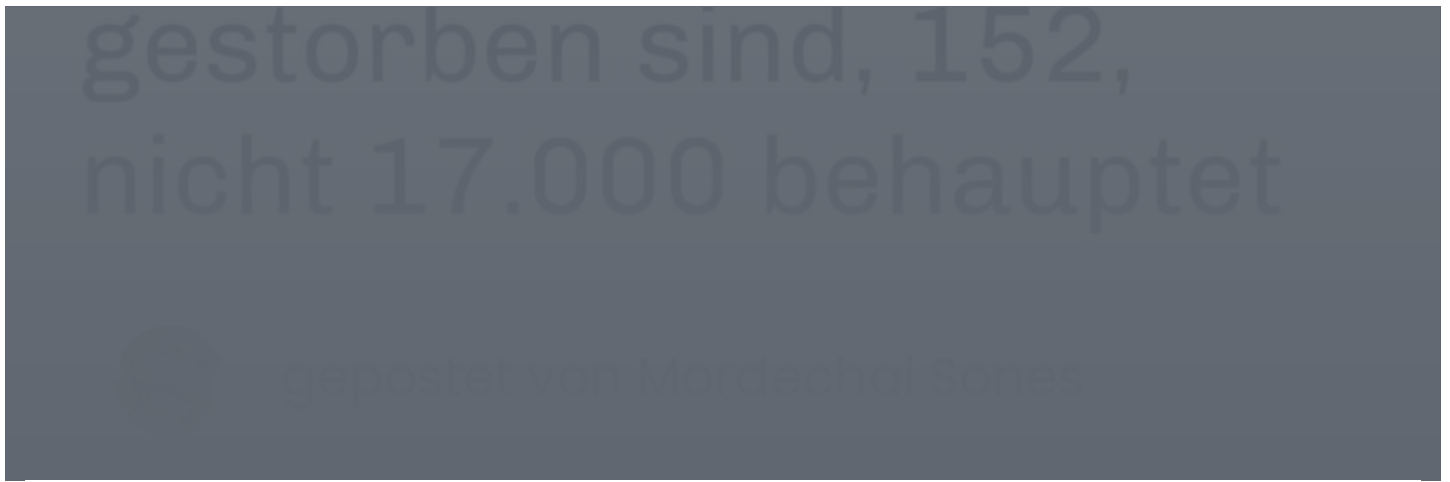 gestorben sind, 152,
nicht 17.000 behauptet
gepostet von Mordechai Sones